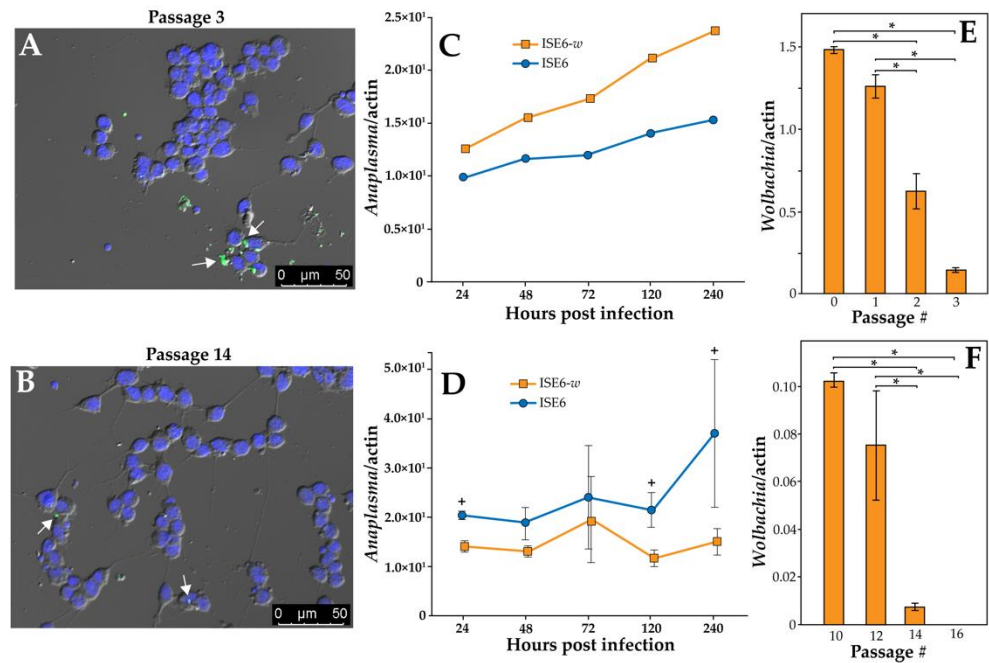 Passage 3
A
0 µm 50
Passage 14
B
0 µm 50
C
Anaplasma/actin
2.5×10¹
2.0×10¹
1.5×10¹
1.0×10¹
0.5×10¹
0
ISE6-w
ISE6
24 48 72 120 240
Hours post infection
D
Anaplasma/actin
5.0×10¹
4.0×10¹
3.0×10¹
2.0×10¹
1.0×10¹
0
ISE6-w
ISE6
+ + +
24 48 72 120 240
Hours post infection
E
Wolbachia/actin
1.5
1.0
0.5
0
* * * *
0 1 2 3
Passage #
F
Wolbachia/actin
0.10
0.08
0.06
0.04
0.02
0
* * * *
10 12 14 16
Passage #